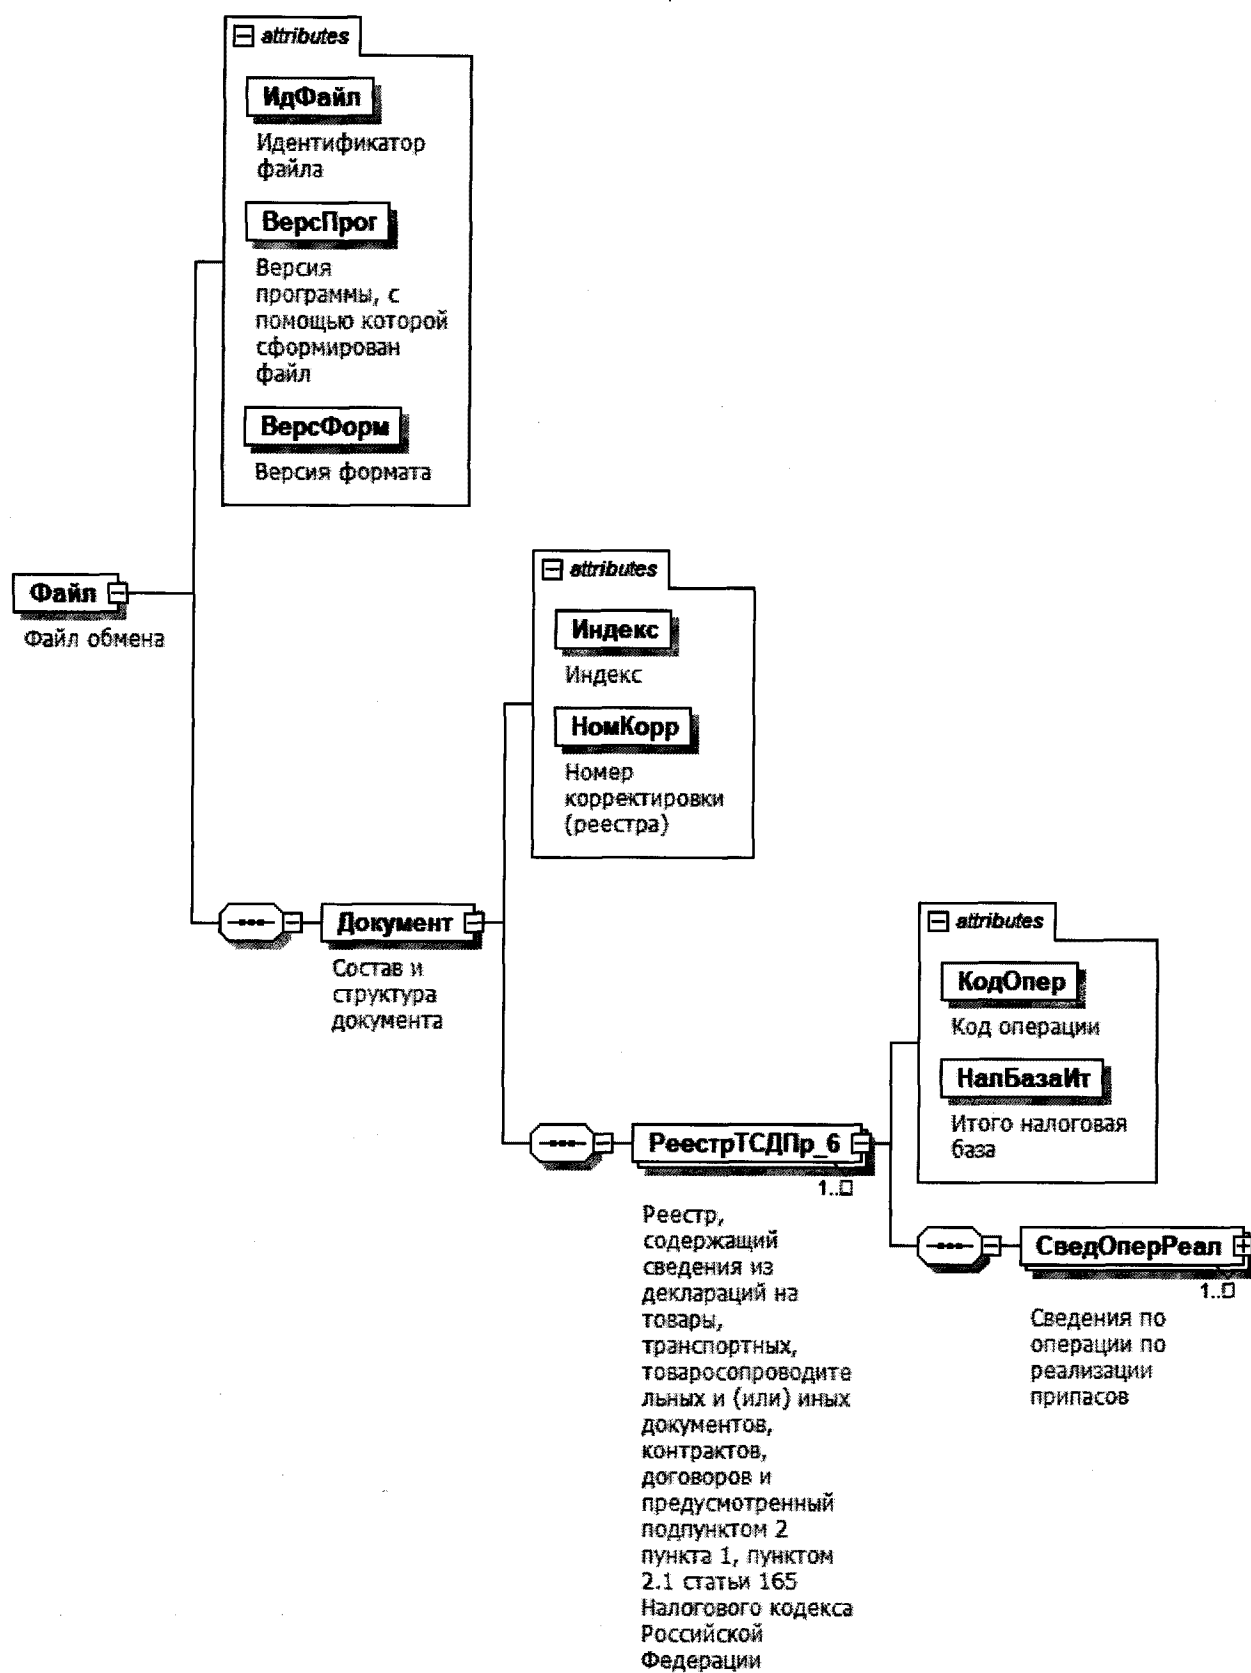 attributes
ИдФайл
Идентификатор
файла
ВерсПрог
Версия
программы, с
помощью которой
сформирован
файл
ВерсФорм
Версия формата
Файл
Файл обмена
attributes
Индекс
Индекс
НомКорр
Номер
корректировки
(реестра)
Документ
Состав и
структура
документа
attributes
КодОпер
Код операции
НалБазаИт
Итого налоговая
база
РеестрТСДПр_6
1..□
Реестр,
содержащий
сведения из
деклараций на
товары,
транспортных,
товаросопроводите
льных и (или) иных
документов,
контрактов,
договоров и
предусмотренный
подпунктом 2
пункта 1, пунктом
2.1 статьи 165
Налогового кодекса
Российской
Федерации
СведОперРеал
1..□
Сведения по
операции по
реализации
припасов